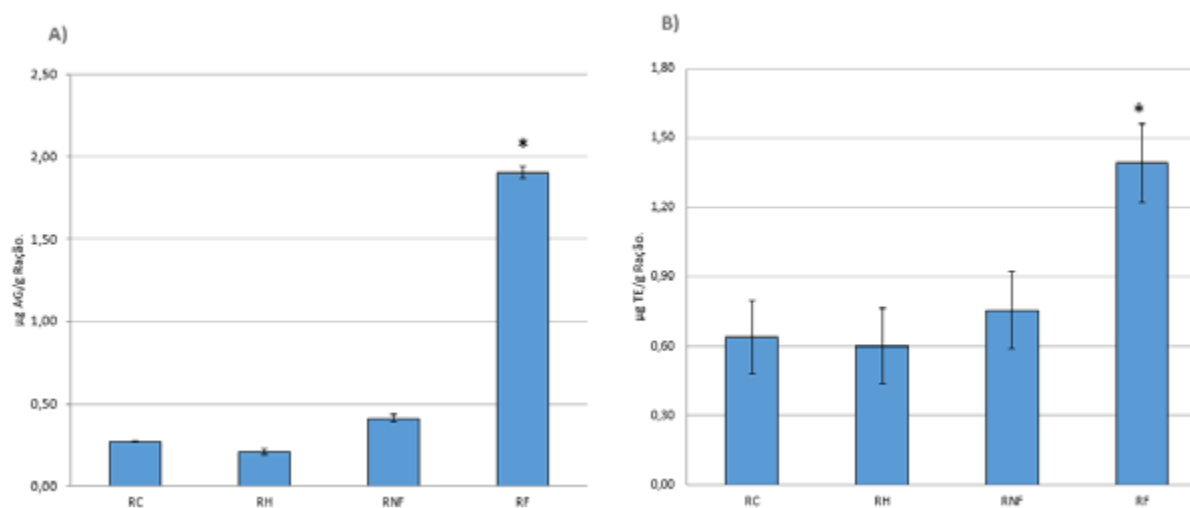 A)
2,50
2,00
1,50
1,00
0,50
0,00
µg AG/g Ração.
*
RC RH RNF RF
B)
1,80
1,50
1,20
0,90
0,60
0,30
0,00
µg TE/g Ração.
*
RC RH RNF RF